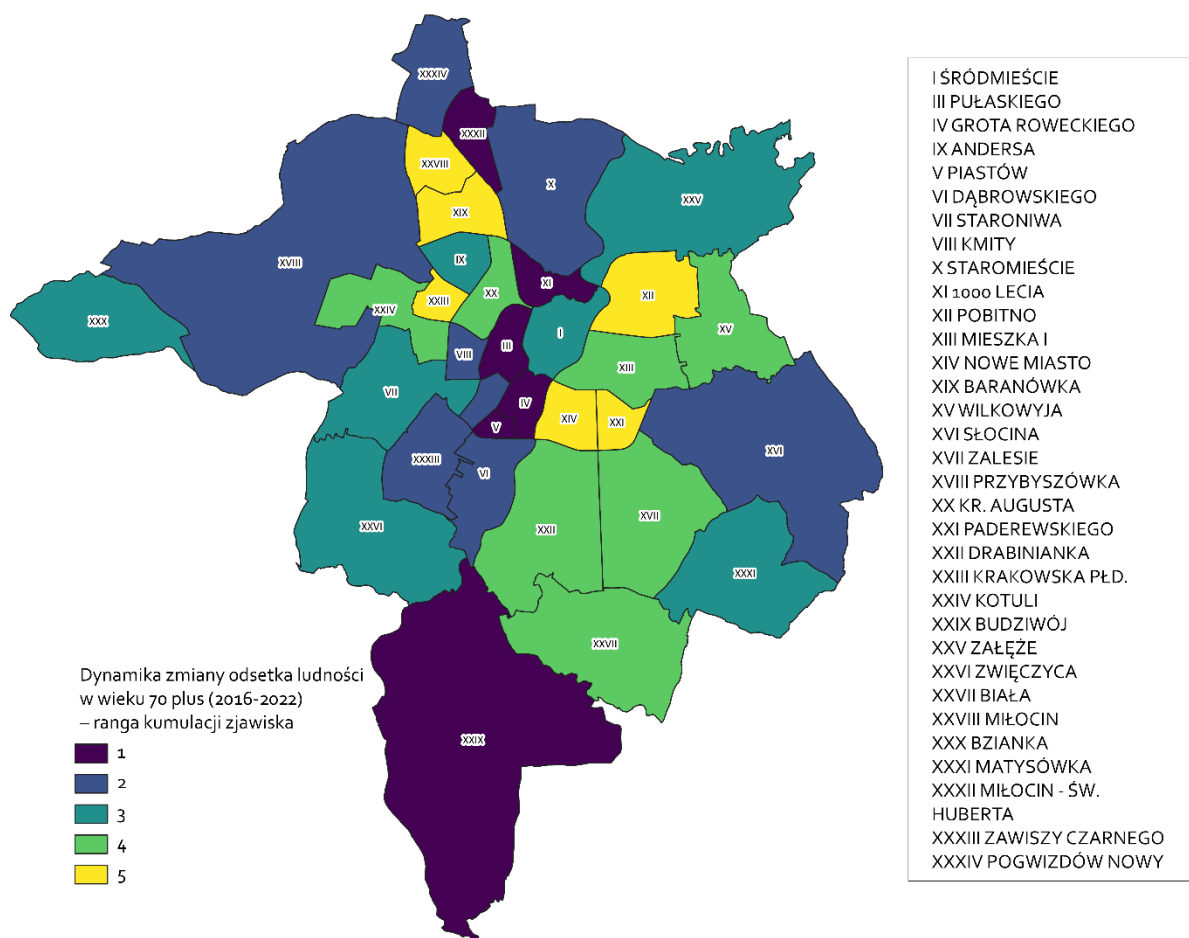 XXXIV
XXXII
XXVIII
X
XXV
XIX
IX
XVIII
XI
XX
XII
XXIII
XXIV
XXX
I
XV
VIII
III
XIII
VII
IV
XIV
XXI
V
XVI
XXXIII
VI
XXII
XVII
XXVI
XXXI
XXVII
XXIX
Dynamika zmiany odsetka ludności
w wieku 70 plus (2016-2022)
– ranga kumulacji zjawiska
1
2
3
4
5
I ŚRÓDMIEŚCIE
III PUŁASKIEGO
IV GROTA ROWECKIEGO
IX ANDERSA
V PIASTÓW
VI DĄBROWSKIEGO
VII STARONIWA
VIII KMITY
X STAROMIEŚCIE
XI 1000 LECIA
XII POBITNO
XIII MIESZKA I
XIV NOWE MIASTO
XIX BARANÓWKA
XV WILKOWYJA
XVI SŁOCINA
XVII ZALESIE
XVIII PRZYBYSZÓWKA
XX KR. AUGUSTA
XXI PADEREWSKIEGO
XXII DRABINIANKA
XXIII KRAKOWSKA PŁD.
XXIV KOTULI
XXIX BUDZIWÓJ
XXV ZAŁĘŻE
XXVI ZWIĘCZYCA
XXVII BIAŁA
XXVIII MIŁOCIN
XXX BZIANKA
XXXI MATYSÓWKA
XXXII MIŁOCIN - ŚW.
HUBERTA
XXXIII ZAWISZY CZARNEGO
XXXIV POGWIZDÓW NOWY